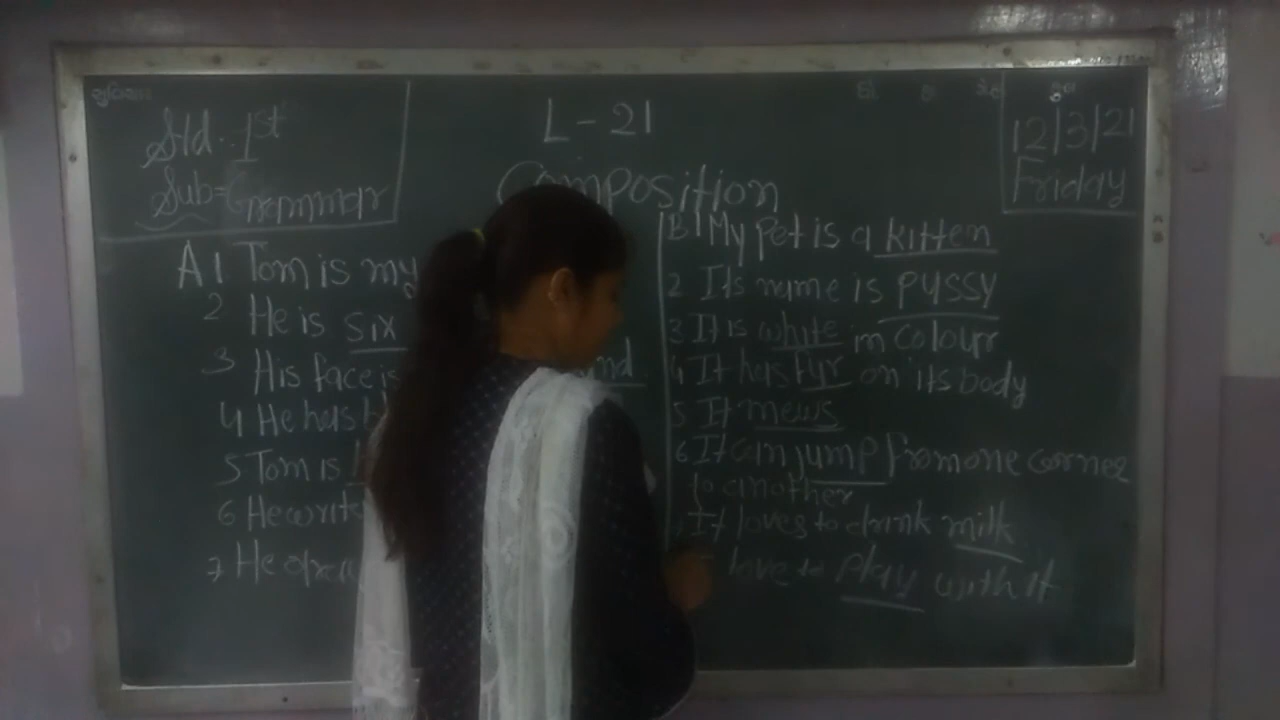 સુવિચાર
Std. 1st
Sub = Grammar
L - 21
Composition
12/3/21
Friday
A 1 Tom is my
2 He is six
3 His face is
4 He has
5 Tom is
6 He write
7 He
B 1 My pet is a kitten
2 Its name is pussy
3 It is white in colour
4 It has fur on its body
5 It mews
6 It can jump from one corner
to another
It loves to drink milk
love to play with it